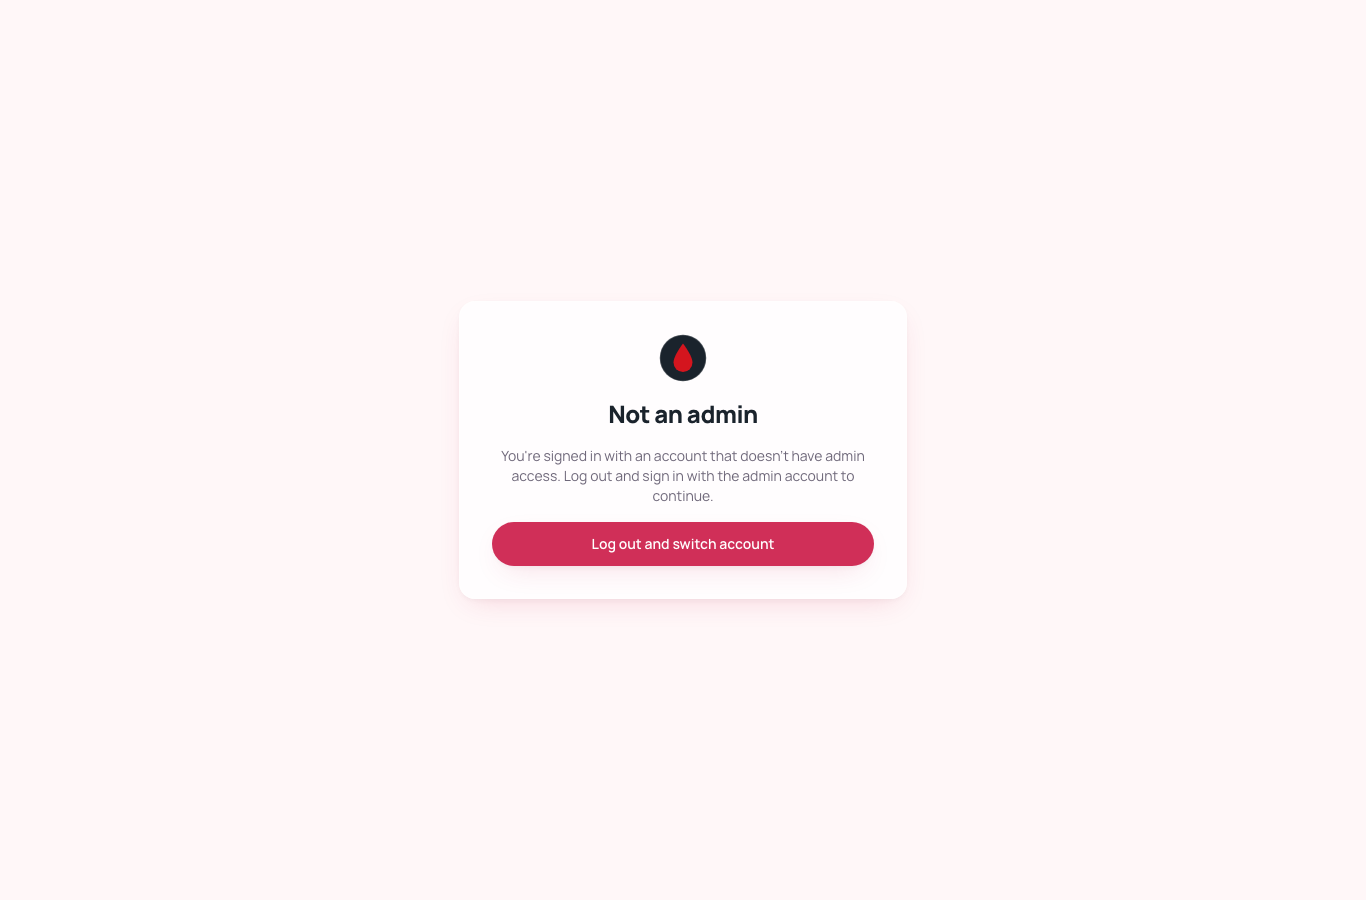 Not an admin
You're signed in with an account that doesn't have admin
access. Log out and sign in with the admin account to
continue.
Log out and switch account